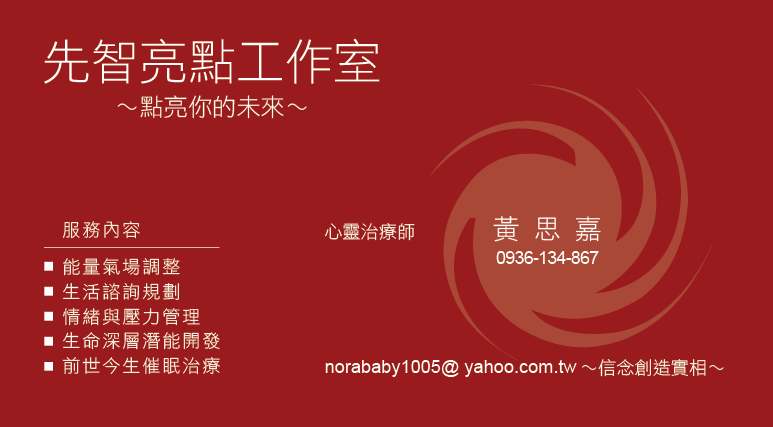 先智亮點工作室
～點亮你的未來～
服務內容
■ 能量氣場調整
■ 生活諮詢規劃
■ 情緒與壓力管理
■ 生命深層潛能開發
■ 前世今生催眠治療
心靈治療師 黃思嘉
0936-134-867
norababy1005@ yahoo.com.tw ～信念創造實相～